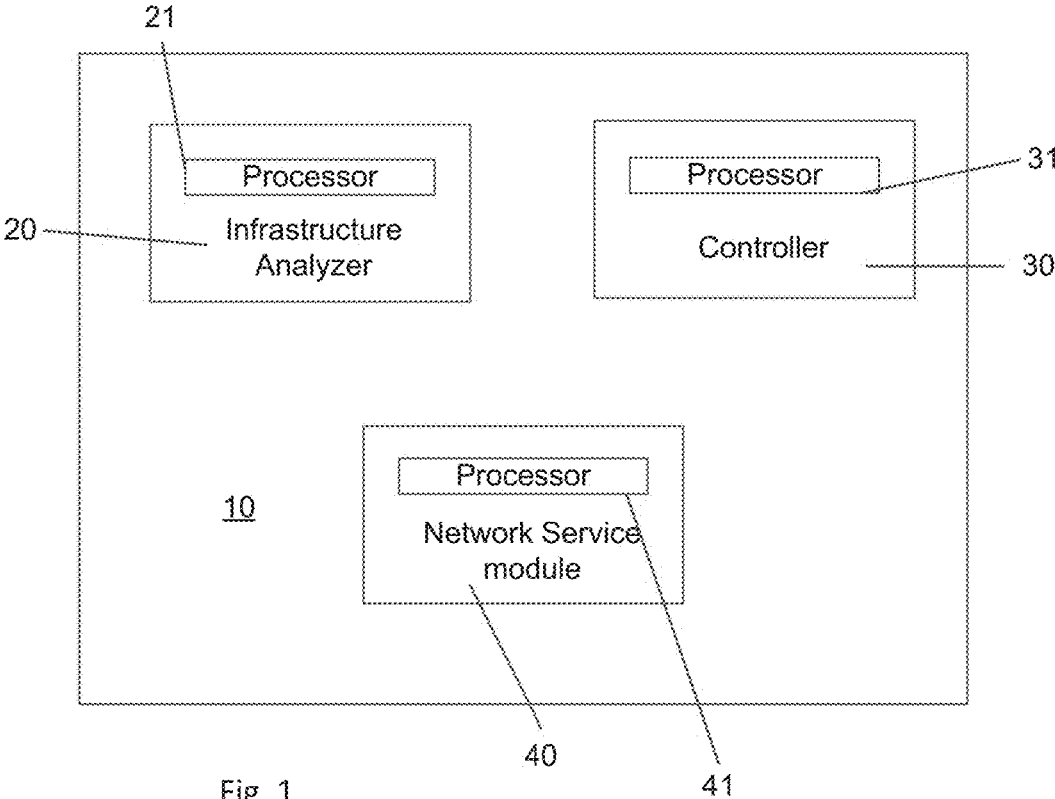 21
Processor
Infrastructure
Analyzer
20
Processor
Controller
31
30
10
Processor
Network Service
module
40
41
Fig. 1